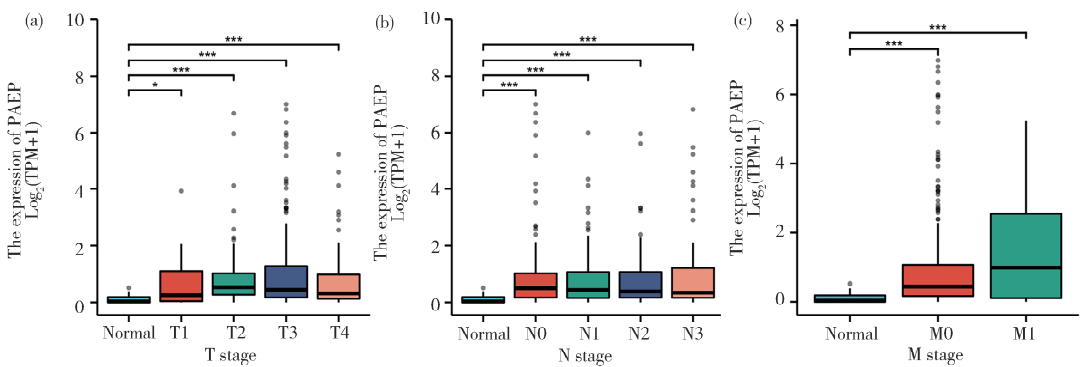 (a)
The expression of PAEP
Log₂(TPM+1)
10
8
6
4
2
0
***
***
***
*
Normal T1 T2 T3 T4
T stage
(b)
The expression of PAEP
Log₂(TPM+1)
10
8
6
4
2
0
***
***
***
***
Normal N0 N1 N2 N3
N stage
(c)
The expression of PAEP
Log₂(TPM+1)
8
6
4
2
0
***
***
Normal M0 M1
M stage